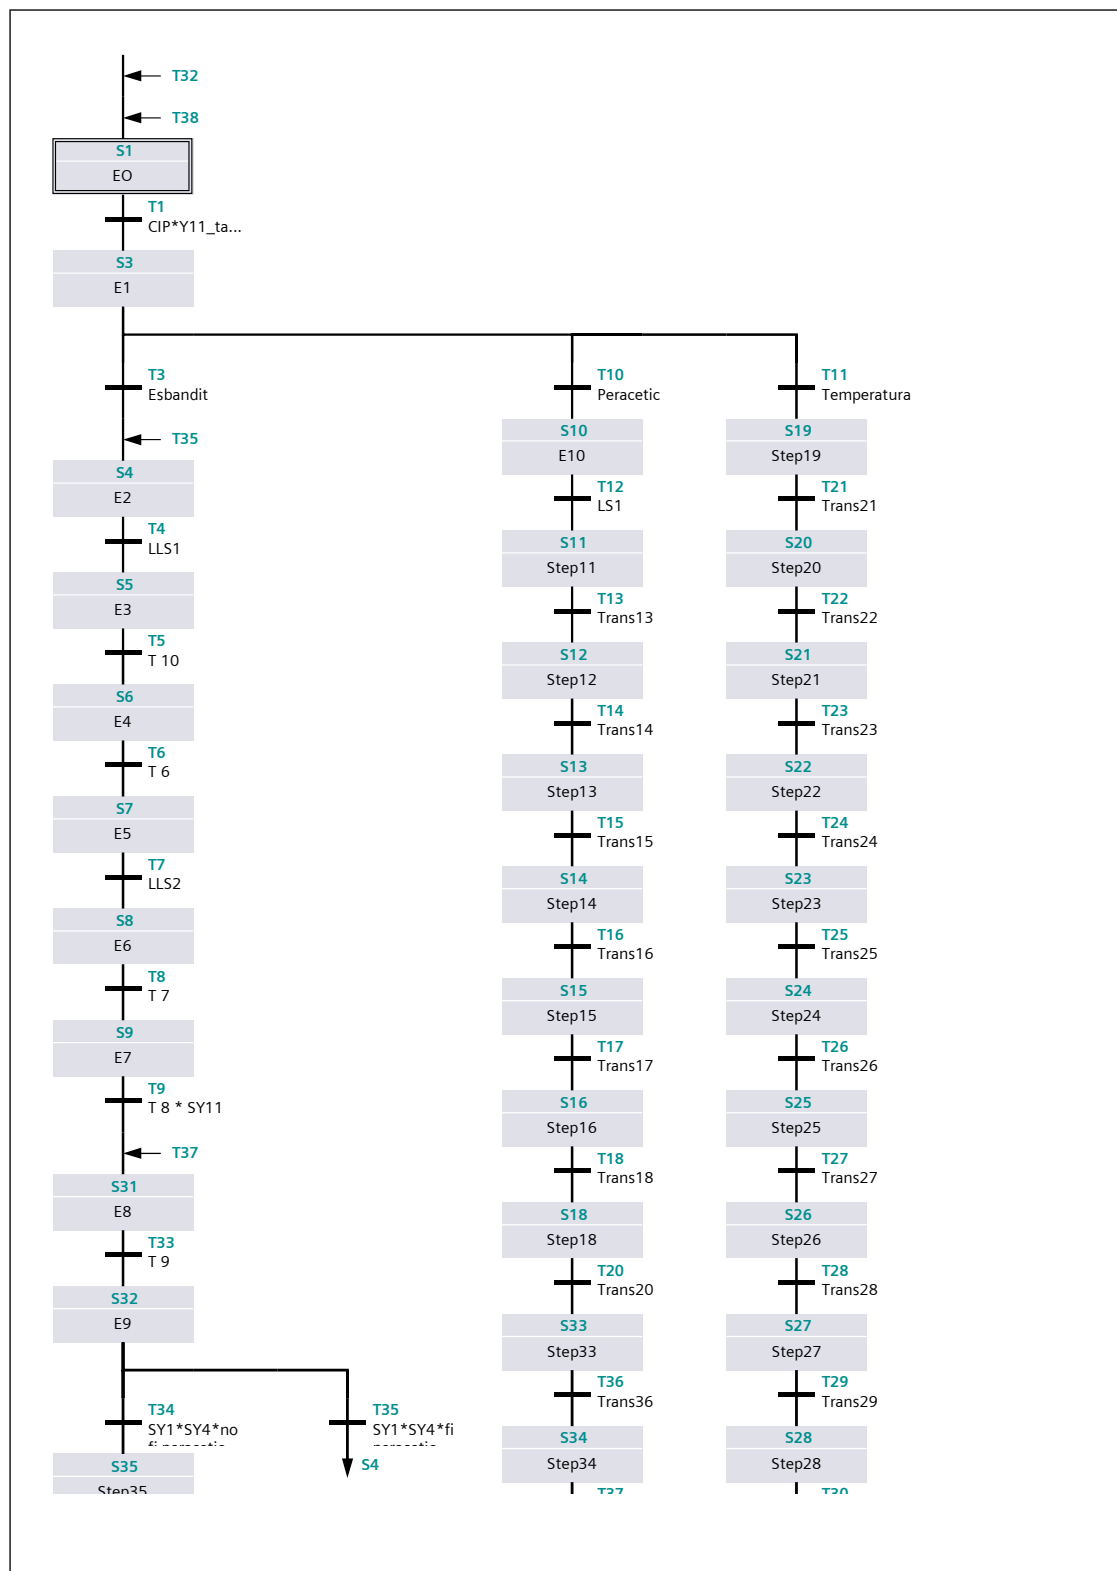 T32
T38
S1
EO
T1
CIP*Y11_ta...
S3
E1
T3
Esbandit
T10
Peracetic
T11
Temperatura
T35
S4
E2
T4
LLS1
S5
E3
T5
T 10
S6
E4
T6
T 6
S7
E5
T7
LLS2
S8
E6
T8
T 7
S9
E7
T9
T 8 * SY11
T37
S31
E8
T33
T 9
S32
E9
T34
SY1*SY4*no
fi peracetic
S35
Step35
T35
SY1*SY4*fi
peracetic
S4
S10
E10
T12
LS1
S11
Step11
T13
Trans13
S12
Step12
T14
Trans14
S13
Step13
T15
Trans15
S14
Step14
T16
Trans16
S15
Step15
T17
Trans17
S16
Step16
T18
Trans18
S18
Step18
T20
Trans20
S33
Step33
T36
Trans36
S34
Step34
T37
S19
Step19
T21
Trans21
S20
Step20
T22
Trans22
S21
Step21
T23
Trans23
S22
Step22
T24
Trans24
S23
Step23
T25
Trans25
S24
Step24
T26
Trans26
S25
Step25
T27
Trans27
S26
Step26
T28
Trans28
S27
Step27
T29
Trans29
S28
Step28
T30